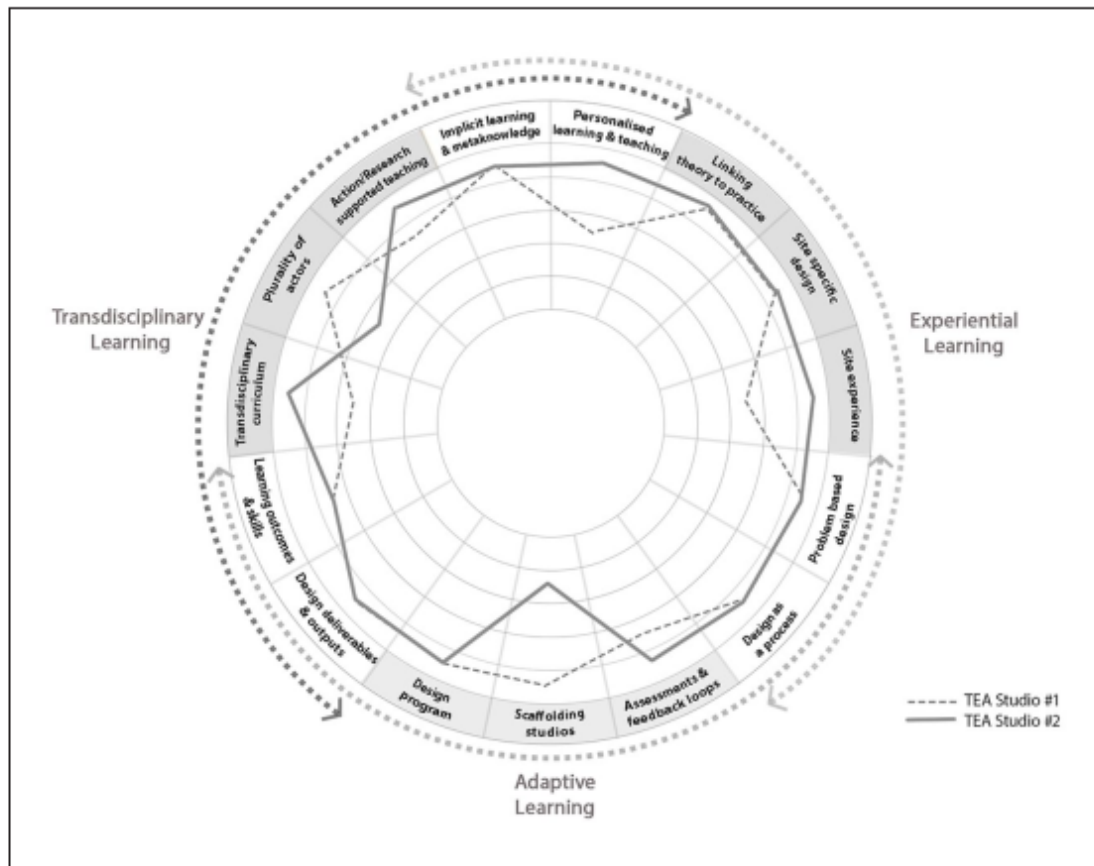 Implicit learning
& metaknowledge
Personalised
learning & teaching
Linking
theory to practice
Site specific
design
Site experience
Problem based
design
Design as
a process
Assessments &
feedback loops
Scaffolding
studios
Design
program
Design deliverables
& outputs
Learning outcomes
& skills
Transdisciplinary
curriculum
Plurality of
actors
Action/Research
supported teaching
Transdisciplinary
Learning
Experiential
Learning
Adaptive
Learning
TEA Studio #1
TEA Studio #2